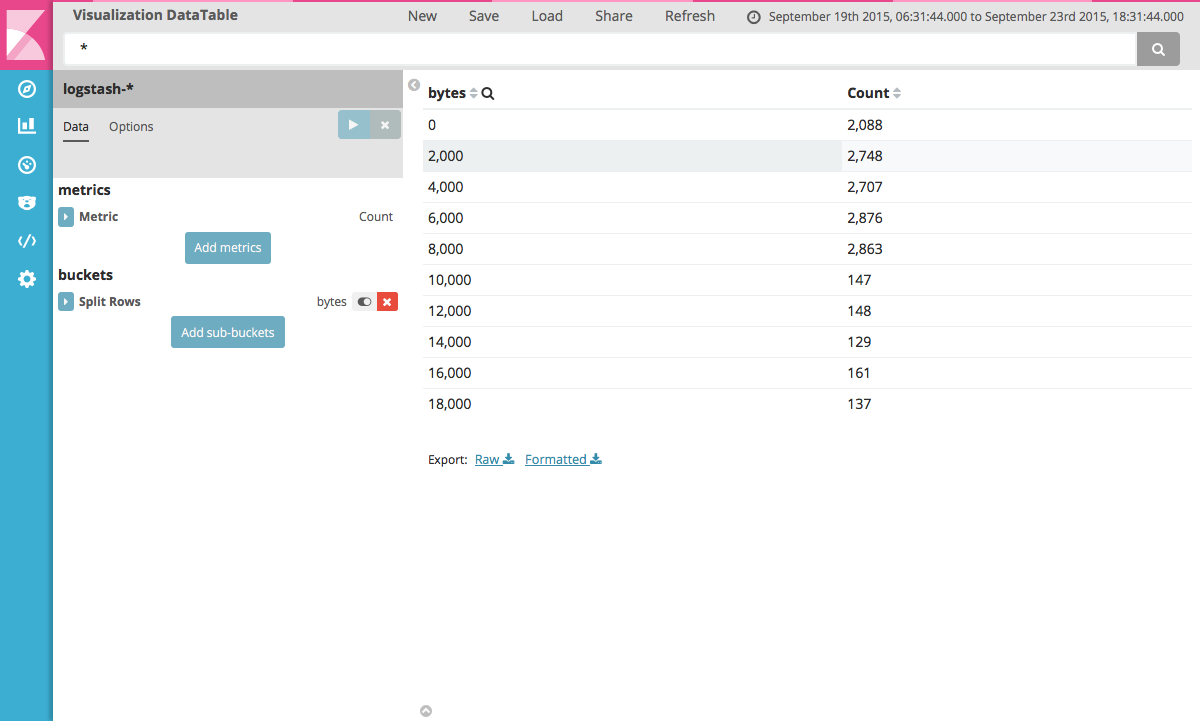 Visualization DataTable New Save Load Share Refresh September 19th 2015, 06:31:44.000 to September 23rd 2015, 18:31:44.000
*
logstash-*
Data Options
metrics
Metric Count
Add metrics
buckets
Split Rows bytes
Add sub-buckets
bytes Count
0 2,088
2,000 2,748
4,000 2,707
6,000 2,876
8,000 2,863
10,000 147
12,000 148
14,000 129
16,000 161
18,000 137
Export: Raw Formatted